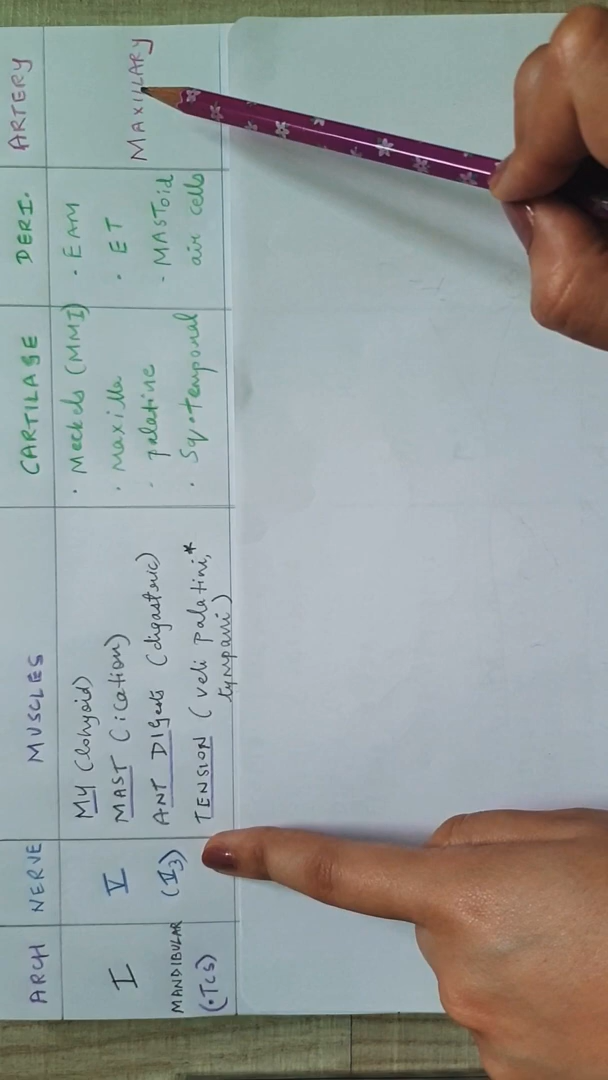 ARCH NERVE MUSCLES CARTILAGE DERI. ARTERY
I
MANDIBULAR
(·TCS)
V
(V3)
MY (lohyoid)
MAST (ication)
ANT DIgests (digastric)
TENSION (veli palatini,*
tympani)
· Meckels (MMI)
· Maxilla
· palatine
· Sq. temporal
· EAM
· ET
· MASTOid
air cells
MAXILLARY